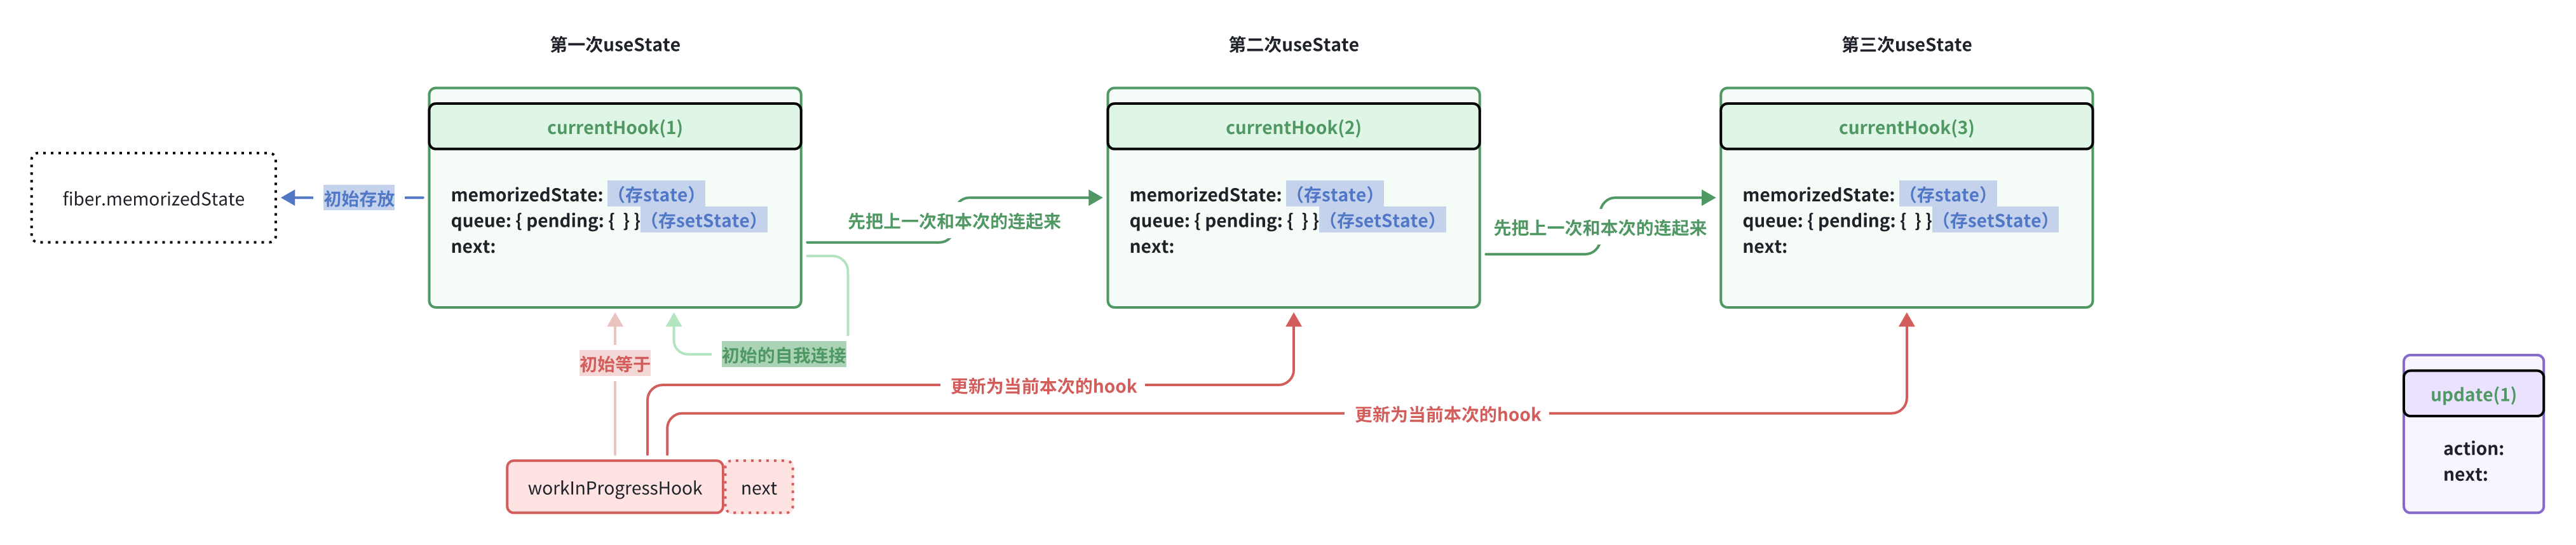 第一次useState
第二次useState
第三次useState
currentHook(1)
currentHook(2)
currentHook(3)
fiber.memorizedState
初始存放
memorizedState:（存state）
queue: { pending: {  } }（存setState）
next:
先把上一次和本次的连起来
memorizedState:（存state）
queue: { pending: {  } }（存setState）
next:
先把上一次和本次的连起来
memorizedState:（存state）
queue: { pending: {  } }（存setState）
next:
初始等于
初始的自我连接
更新为当前本次的hook
更新为当前本次的hook
workInProgressHook
next
update(1)
action:
next: